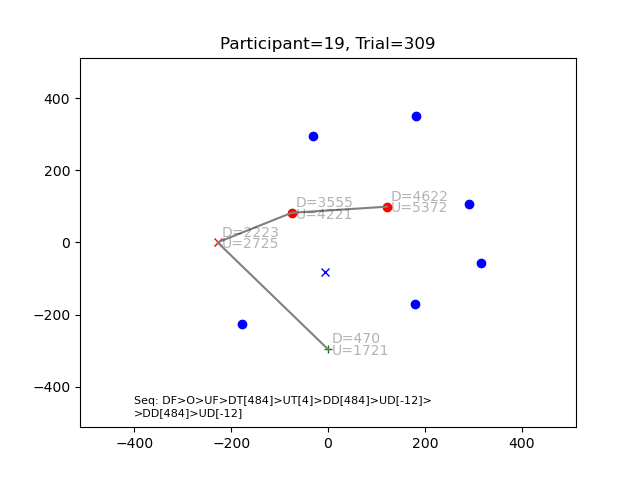 Participant=19, Trial=309
400
200
0
−200
−400
D=4622
U=5372
D=3555
U=4221
D=2223
U=2725
D=470
U=1721
Seq: DF>O>UF>DT[484]>UT[4]>DD[484]>UD[-12]>
>DD[484]>UD[-12]
−400
−200
0
200
400